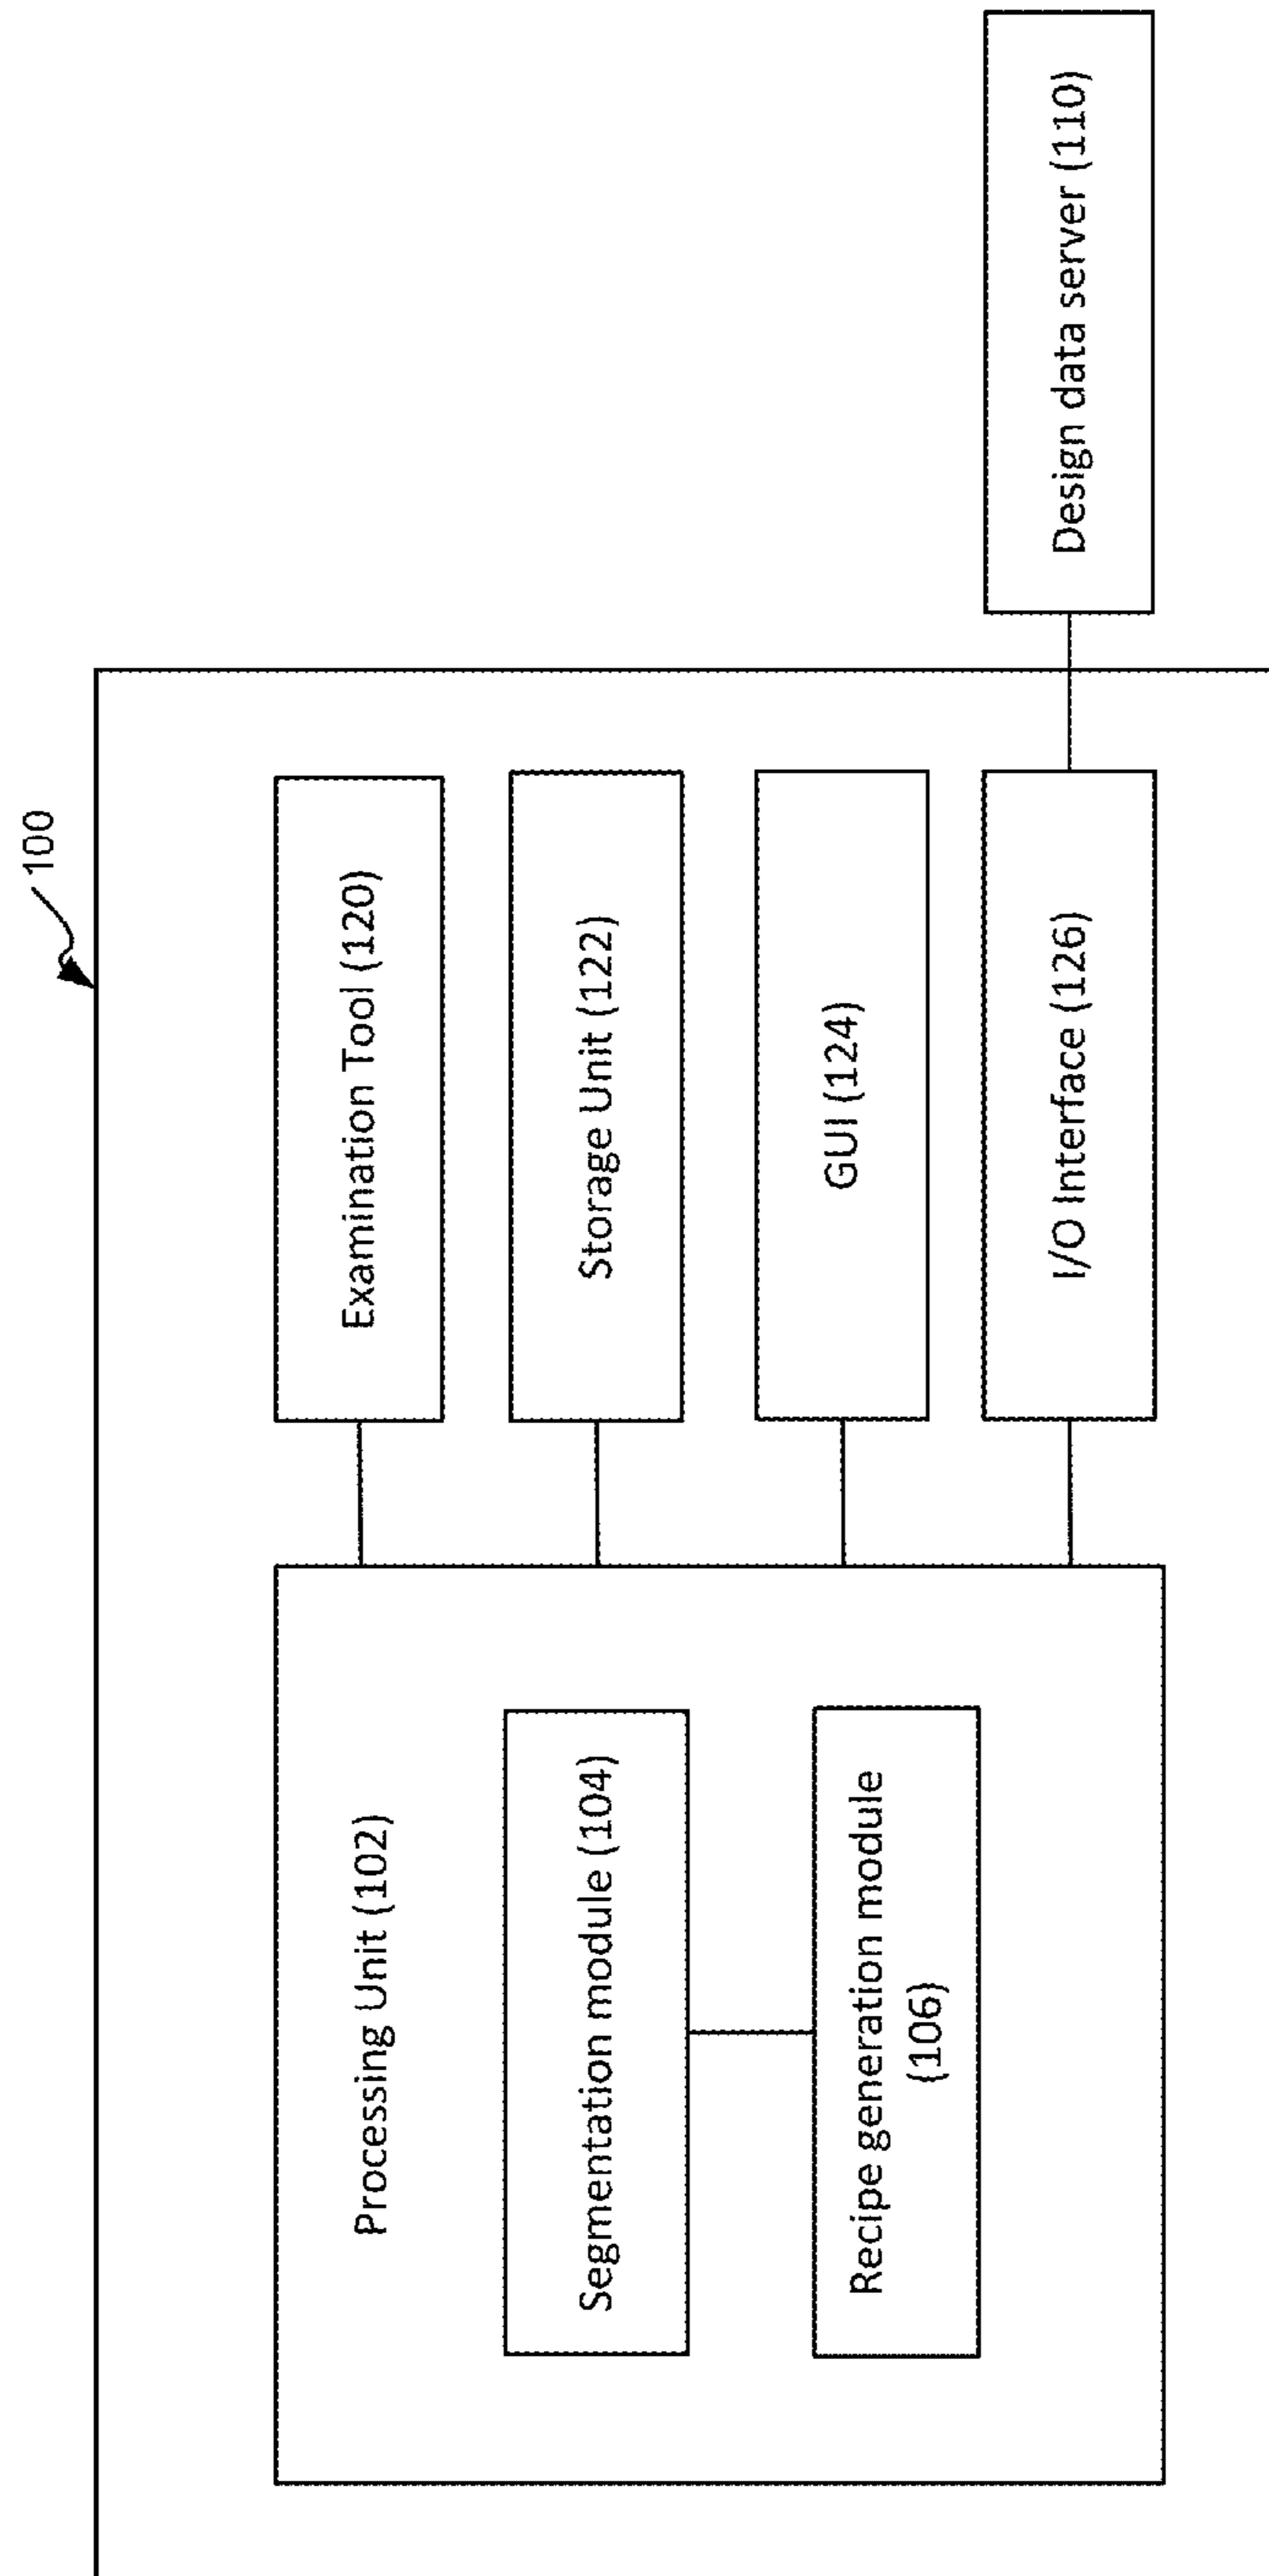 100
Processing Unit (102)
Segmentation module (104)
Recipe generation module
(106)
Examination Tool (120)
Storage Unit (122)
GUI (124)
I/O Interface (126)
Design data server (110)